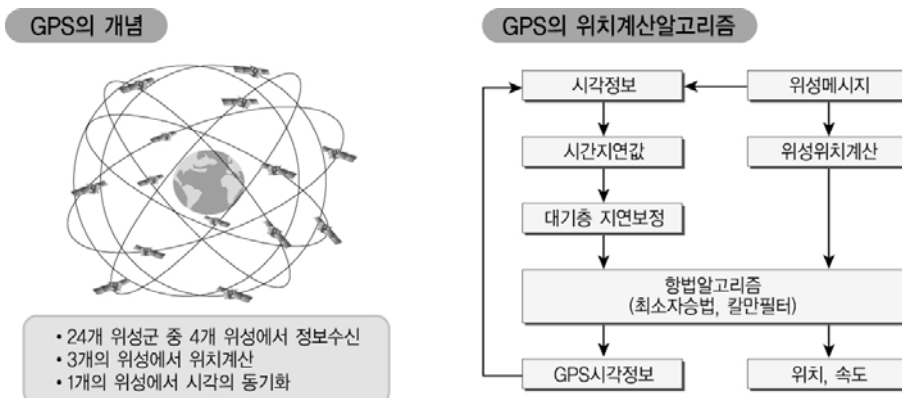 GPS의 개념
• 24개 위성군 중 4개 위성에서 정보수신
• 3개의 위성에서 위치계산
• 1개의 위성에서 시각의 동기화
GPS의 위치계산알고리즘
시각정보
위성메시지
시간지연값
위성위치계산
대기층 지연보정
항법알고리즘
(최소자승법, 칼만필터)
GPS시각정보
위치, 속도